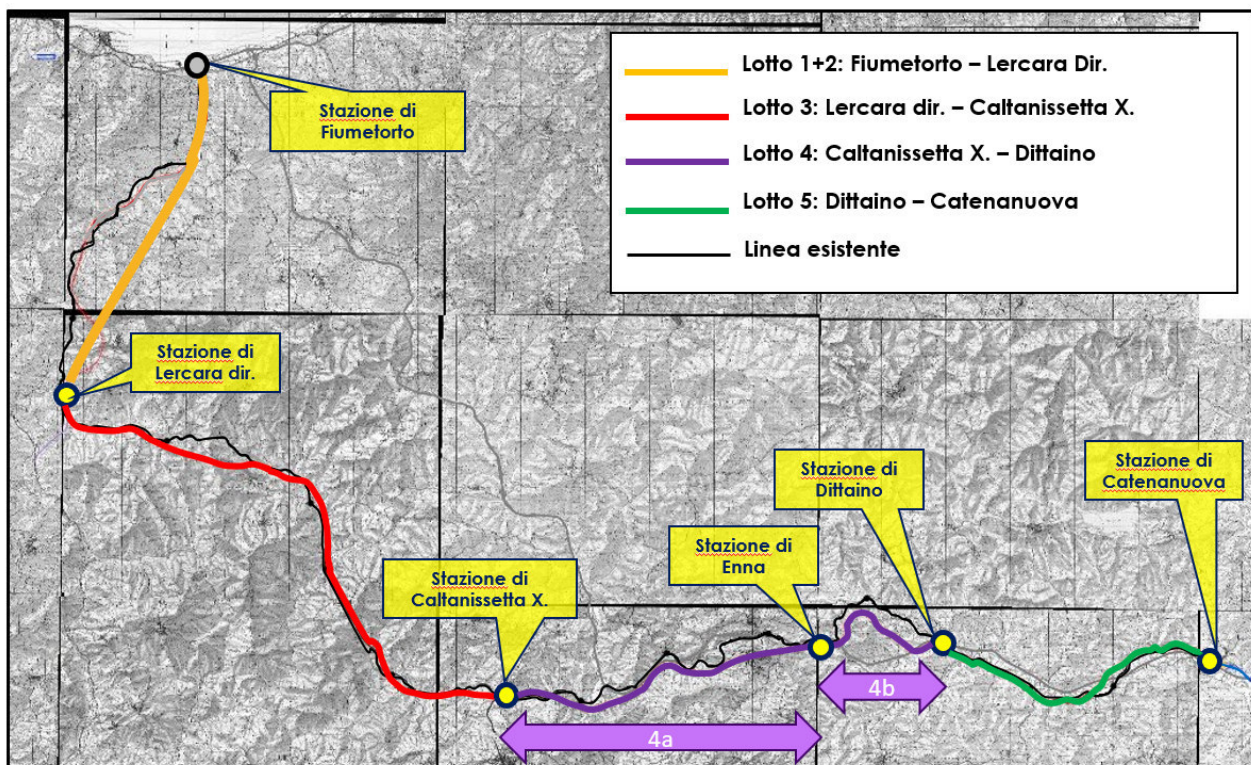 Lotto 1+2: Fiumetorto – Lercara Dir.
Lotto 3: Lercara dir. – Caltanissetta X.
Lotto 4: Caltanissetta X. – Dittaino
Lotto 5: Dittaino – Catenanuova
Linea esistente
Stazione di
Fiumetorto
Stazione di
Lercara dir.
Stazione di
Caltanissetta X.
Stazione di
Enna
Stazione di
Dittaino
Stazione di
Catenanuova
4a
4b